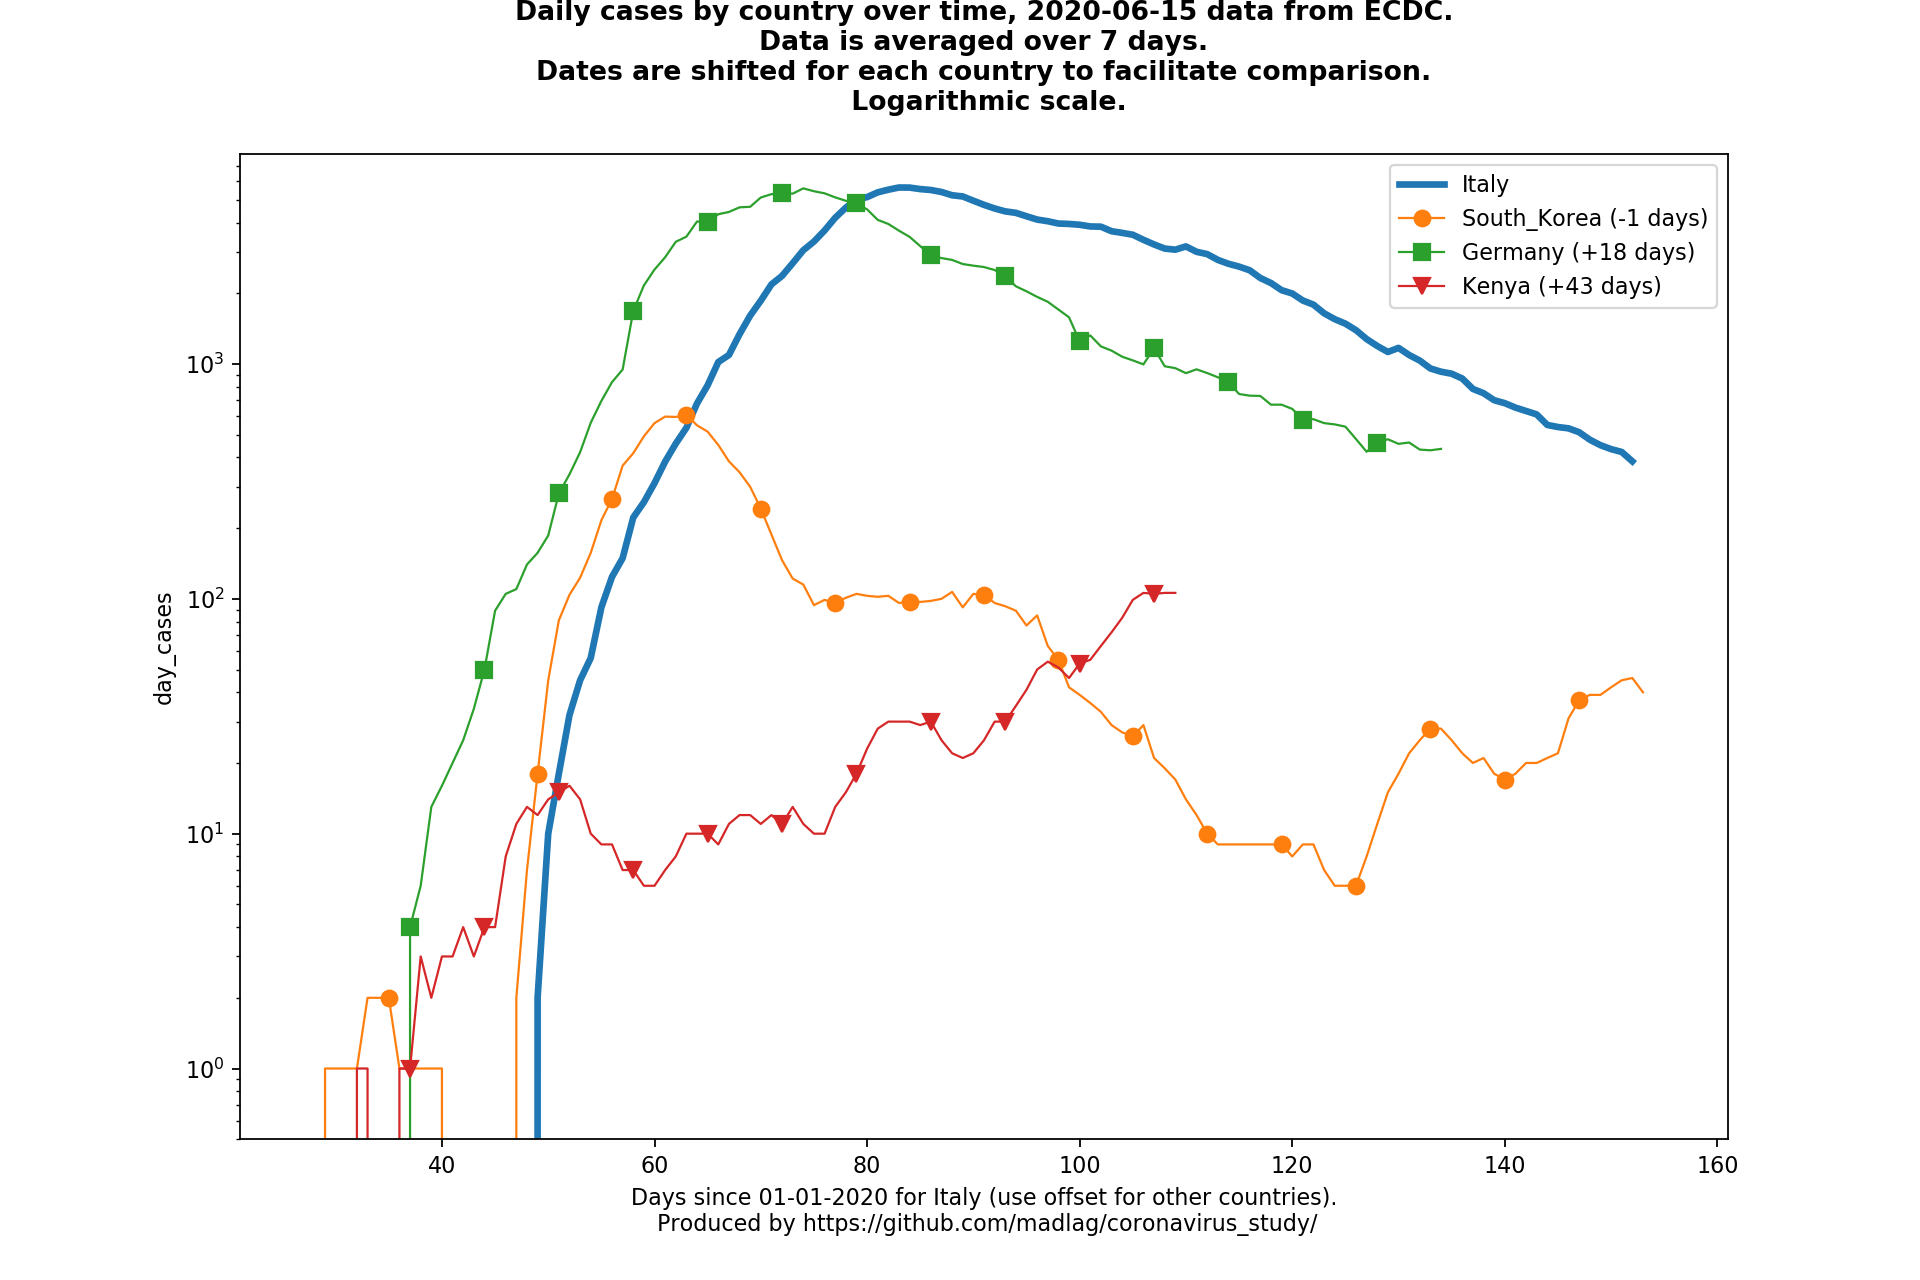 Daily cases by country over time, 2020-06-15 data from ECDC.
Data is averaged over 7 days.
Dates are shifted for each country to facilitate comparison.
Logarithmic scale.
Italy
South_Korea (-1 days)
Germany (+18 days)
Kenya (+43 days)
day_cases
10³
10²
10¹
10⁰
40 60 80 100 120 140 160
Days since 01-01-2020 for Italy (use offset for other countries).
Produced by https://github.com/madlag/coronavirus_study/